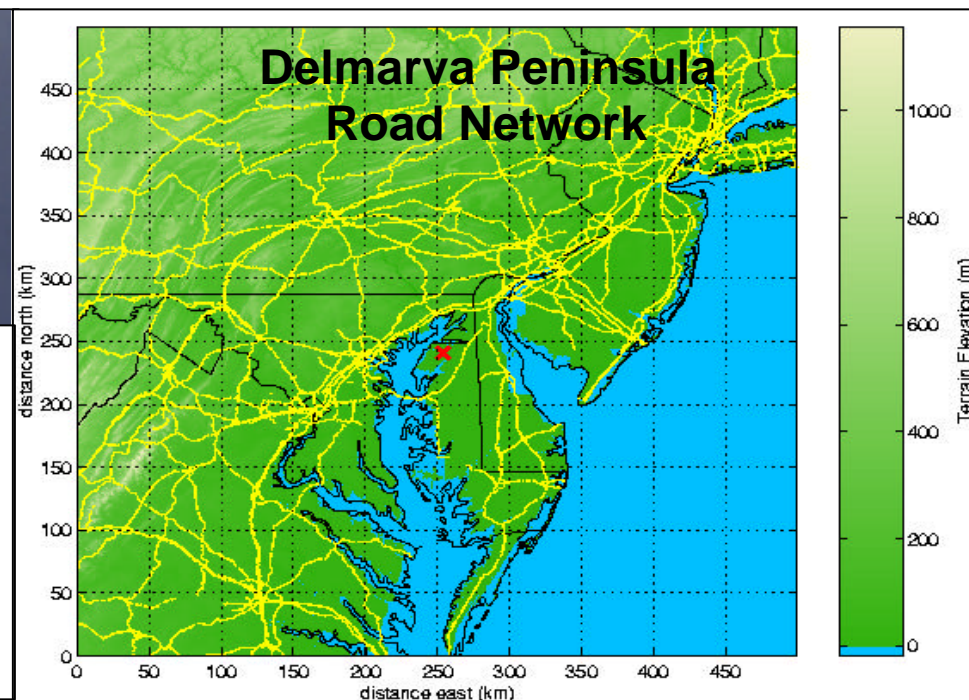 Delmarva Peninsula
Road Network
distance north (km)
450
400
350
300
250
200
150
100
50
0
0 50 100 150 200 250 300 350 400 450
distance east (km)
1000
800
600
400
200
0
Terrain Elevation (m)